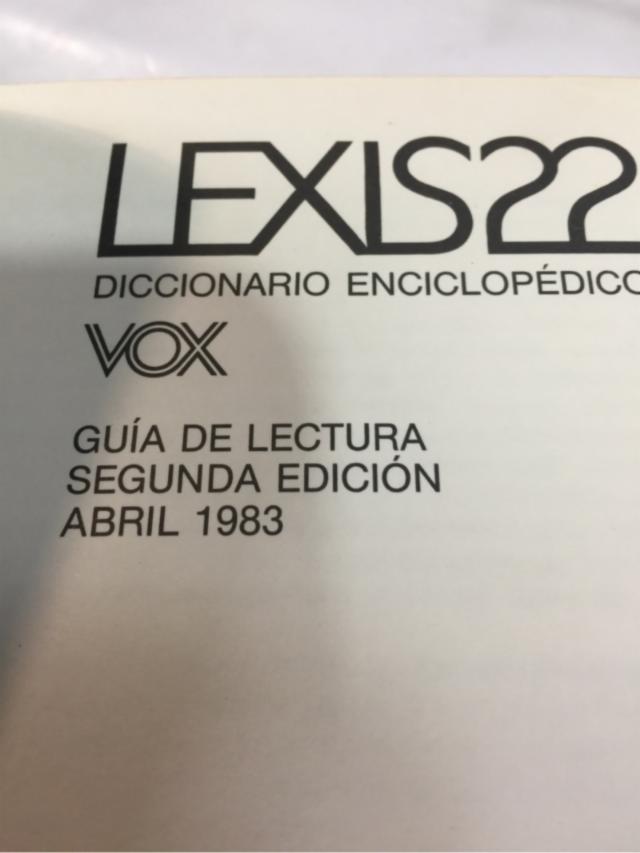 LEXIS22
DICCIONARIO ENCICLOPÉDICO
VOX
GUÍA DE LECTURA
SEGUNDA EDICIÓN
ABRIL 1983